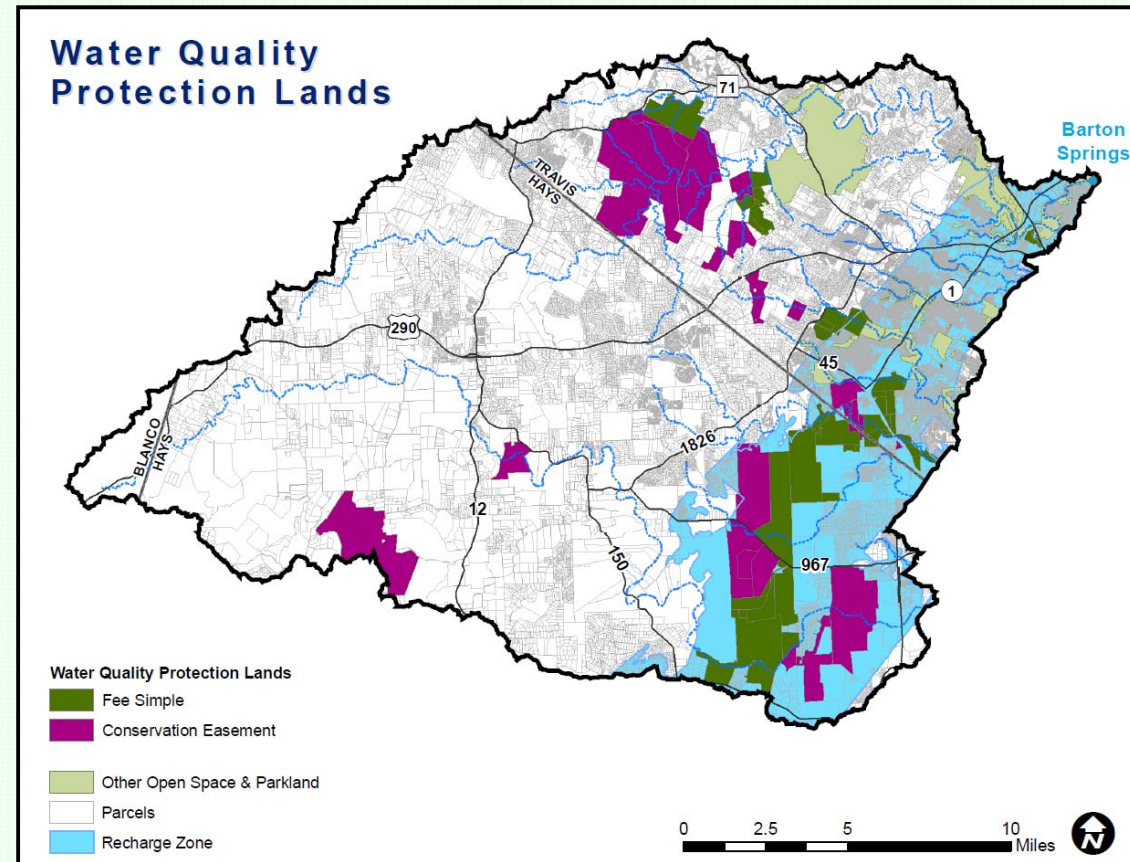 Water Quality
Protection Lands
71
Barton
Springs
TRAVIS
HAYS
1
290
45
BLANCO
HAYS
1826
12
150
967
Water Quality Protection Lands
Fee Simple
Conservation Easement
Other Open Space & Parkland
Parcels
Recharge Zone
0 2.5 5 10
Miles
N